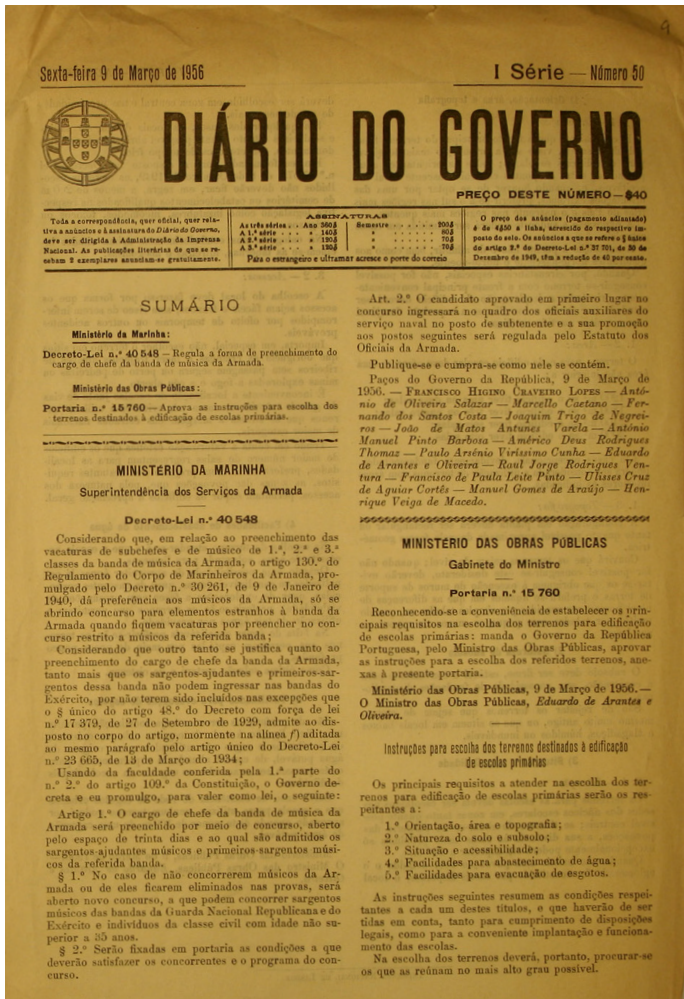 9
Sexta-feira 9 de Março de 1956
I Série — Número 50
DIÁRIO DO GOVERNO
PREÇO DESTE NÚMERO — $40
Toda a correspondência, quer oficial, quer rela-
tiva a anúncios e à assinatura do Diário do Governo,
deve ser dirigida à Administração da Imprensa
Nacional. As publicações literárias de que se re-
cebam 2 exemplares anunciam-se gratuitamente.
ASSINATURAS
As três séries . . Ano 360$ Semestre . . . . . . 200$
A 1.ª série . . . » 140$ » . . . . . . 80$
A 2.ª série . . . » 120$ » . . . . . . 70$
A 3.ª série . . . » 120$ » . . . . . . 70$
Para o estrangeiro e ultramar acresce o porte do correio
O preço dos anúncios (pagamento adiantado)
é de 4$50 a linha, acrescido do respectivo im-
posto do selo. Os anúncios a que se refere o § único
do artigo 2.º do Decreto-Lei n.º 37 701, de 30 de
Dezembro de 1949, têm a redução de 40 por cento.
SUMÁRIO
Ministério da Marinha:
Decreto-Lei n.º 40 548 — Regula a forma de preenchimento do
cargo de chefe da banda de música da Armada.
Ministério das Obras Públicas:
Portaria n.º 15 760 — Aprova as instruções para escolha dos
terrenos destinados à edificação de escolas primárias.
MINISTÉRIO DA MARINHA
Superintendência dos Serviços da Armada
Decreto-Lei n.º 40 548
Considerando que, em relação ao preenchimento das
vacaturas de subchefes e de músico de 1.ª, 2.ª e 3.ª
classes da banda de música da Armada, o artigo 130.º do
Regulamento do Corpo de Marinheiros da Armada, pro-
mulgado pelo Decreto n.º 30 261, de 9 de Janeiro de
1940, dá preferência aos músicos da Armada, só se
abrindo concurso para elementos estranhos à banda da
Armada quando fiquem vacaturas por preencher no con-
curso restrito a músicos da referida banda;
Considerando que outro tanto se justifica quanto ao
preenchimento do cargo de chefe da banda da Armada,
tanto mais que os sargentos-ajudantes e primeiros-sar-
gentos dessa banda não podem ingressar nas bandas do
Exército, por não terem sido incluídos nas excepções que
o § único do artigo 48.º do Decreto com força de lei
n.º 17 379, de 27 de Setembro de 1929, admite ao dis-
posto no corpo do artigo, mormente na alínea f) aditada
ao mesmo parágrafo pelo artigo único do Decreto-Lei
n.º 23 665, de 13 de Março de 1934;
Usando da faculdade conferida pela 1.ª parte do
n.º 2.º do artigo 109.º da Constituição, o Governo de-
creta e eu promulgo, para valer como lei, o seguinte:
Artigo 1.º O cargo de chefe da banda de música da
Armada será preenchido por meio de concurso, aberto
pelo espaço de trinta dias e ao qual são admitidos os
sargentos-ajudantes músicos e primeiros-sargentos músi-
cos da referida banda.
§ 1.º No caso de não concorrerem músicos da Ar-
mada ou de eles ficarem eliminados nas provas, será
aberto novo concurso, a que podem concorrer sargentos
músicos das bandas da Guarda Nacional Republicana e do
Exército e indivíduos da classe civil com idade não su-
perior a 35 anos.
§ 2.º Serão fixadas em portaria as condições a que
deverão satisfazer os concorrentes e o programa do con-
curso.
Art. 2.º O candidato aprovado em primeiro lugar no
concurso ingressará no quadro dos oficiais auxiliares do
serviço naval no posto de subtenente e a sua promoção
aos postos seguintes será regulada pelo Estatuto dos
Oficiais da Armada.
Publique-se e cumpra-se como nele se contém.
Paços do Governo da República, 9 de Março de
1956. — FRANCISCO HIGINO CRAVEIRO LOPES — Antó-
nio de Oliveira Salazar — Marcello Caetano — Fer-
nando dos Santos Costa — Joaquim Trigo de Negrei-
ros — João de Matos Antunes Varela — António
Manuel Pinto Barbosa — Américo Deus Rodrigues
Thomaz — Paulo Arsénio Viríssimo Cunha — Eduardo
de Arantes e Oliveira — Raul Jorge Rodrigues Ven-
tura — Francisco de Paula Leite Pinto — Ulisses Cruz
de Aguiar Cortês — Manuel Gomes de Araújo — Hen-
rique Veiga de Macedo.
MINISTÉRIO DAS OBRAS PÚBLICAS
Gabinete do Ministro
Portaria n.º 15 760
Reconhecendo-se a conveniência de estabelecer os prin-
cipais requisitos na escolha dos terrenos para edificação
de escolas primárias: manda o Governo da República
Portuguesa, pelo Ministro das Obras Públicas, aprovar
as instruções para a escolha dos referidos terrenos, ane-
xas à presente portaria.
Ministério das Obras Públicas, 9 de Março de 1956. —
O Ministro das Obras Públicas, Eduardo de Arantes e
Oliveira.
Instruções para escolha dos terrenos destinados à edificação
de escolas primárias
Os principais requisitos a atender na escolha dos ter-
renos para edificação de escolas primárias serão os res-
peitantes a:
1.º Orientação, área e topografia;
2.º Natureza do solo e subsolo;
3.º Situação e acessibilidade;
4.º Facilidades para abastecimento de água;
5.º Facilidades para evacuação de esgotos.
As instruções seguintes resumem as condições respei-
tantes a cada um destes títulos, e que haverão de ser
tidas em conta, tanto para cumprimento de disposições
legais, como para a conveniente implantação e funciona-
mento das escolas.
Na escolha dos terrenos deverá, portanto, procurar-se
os que as reúnam no mais alto grau possível.